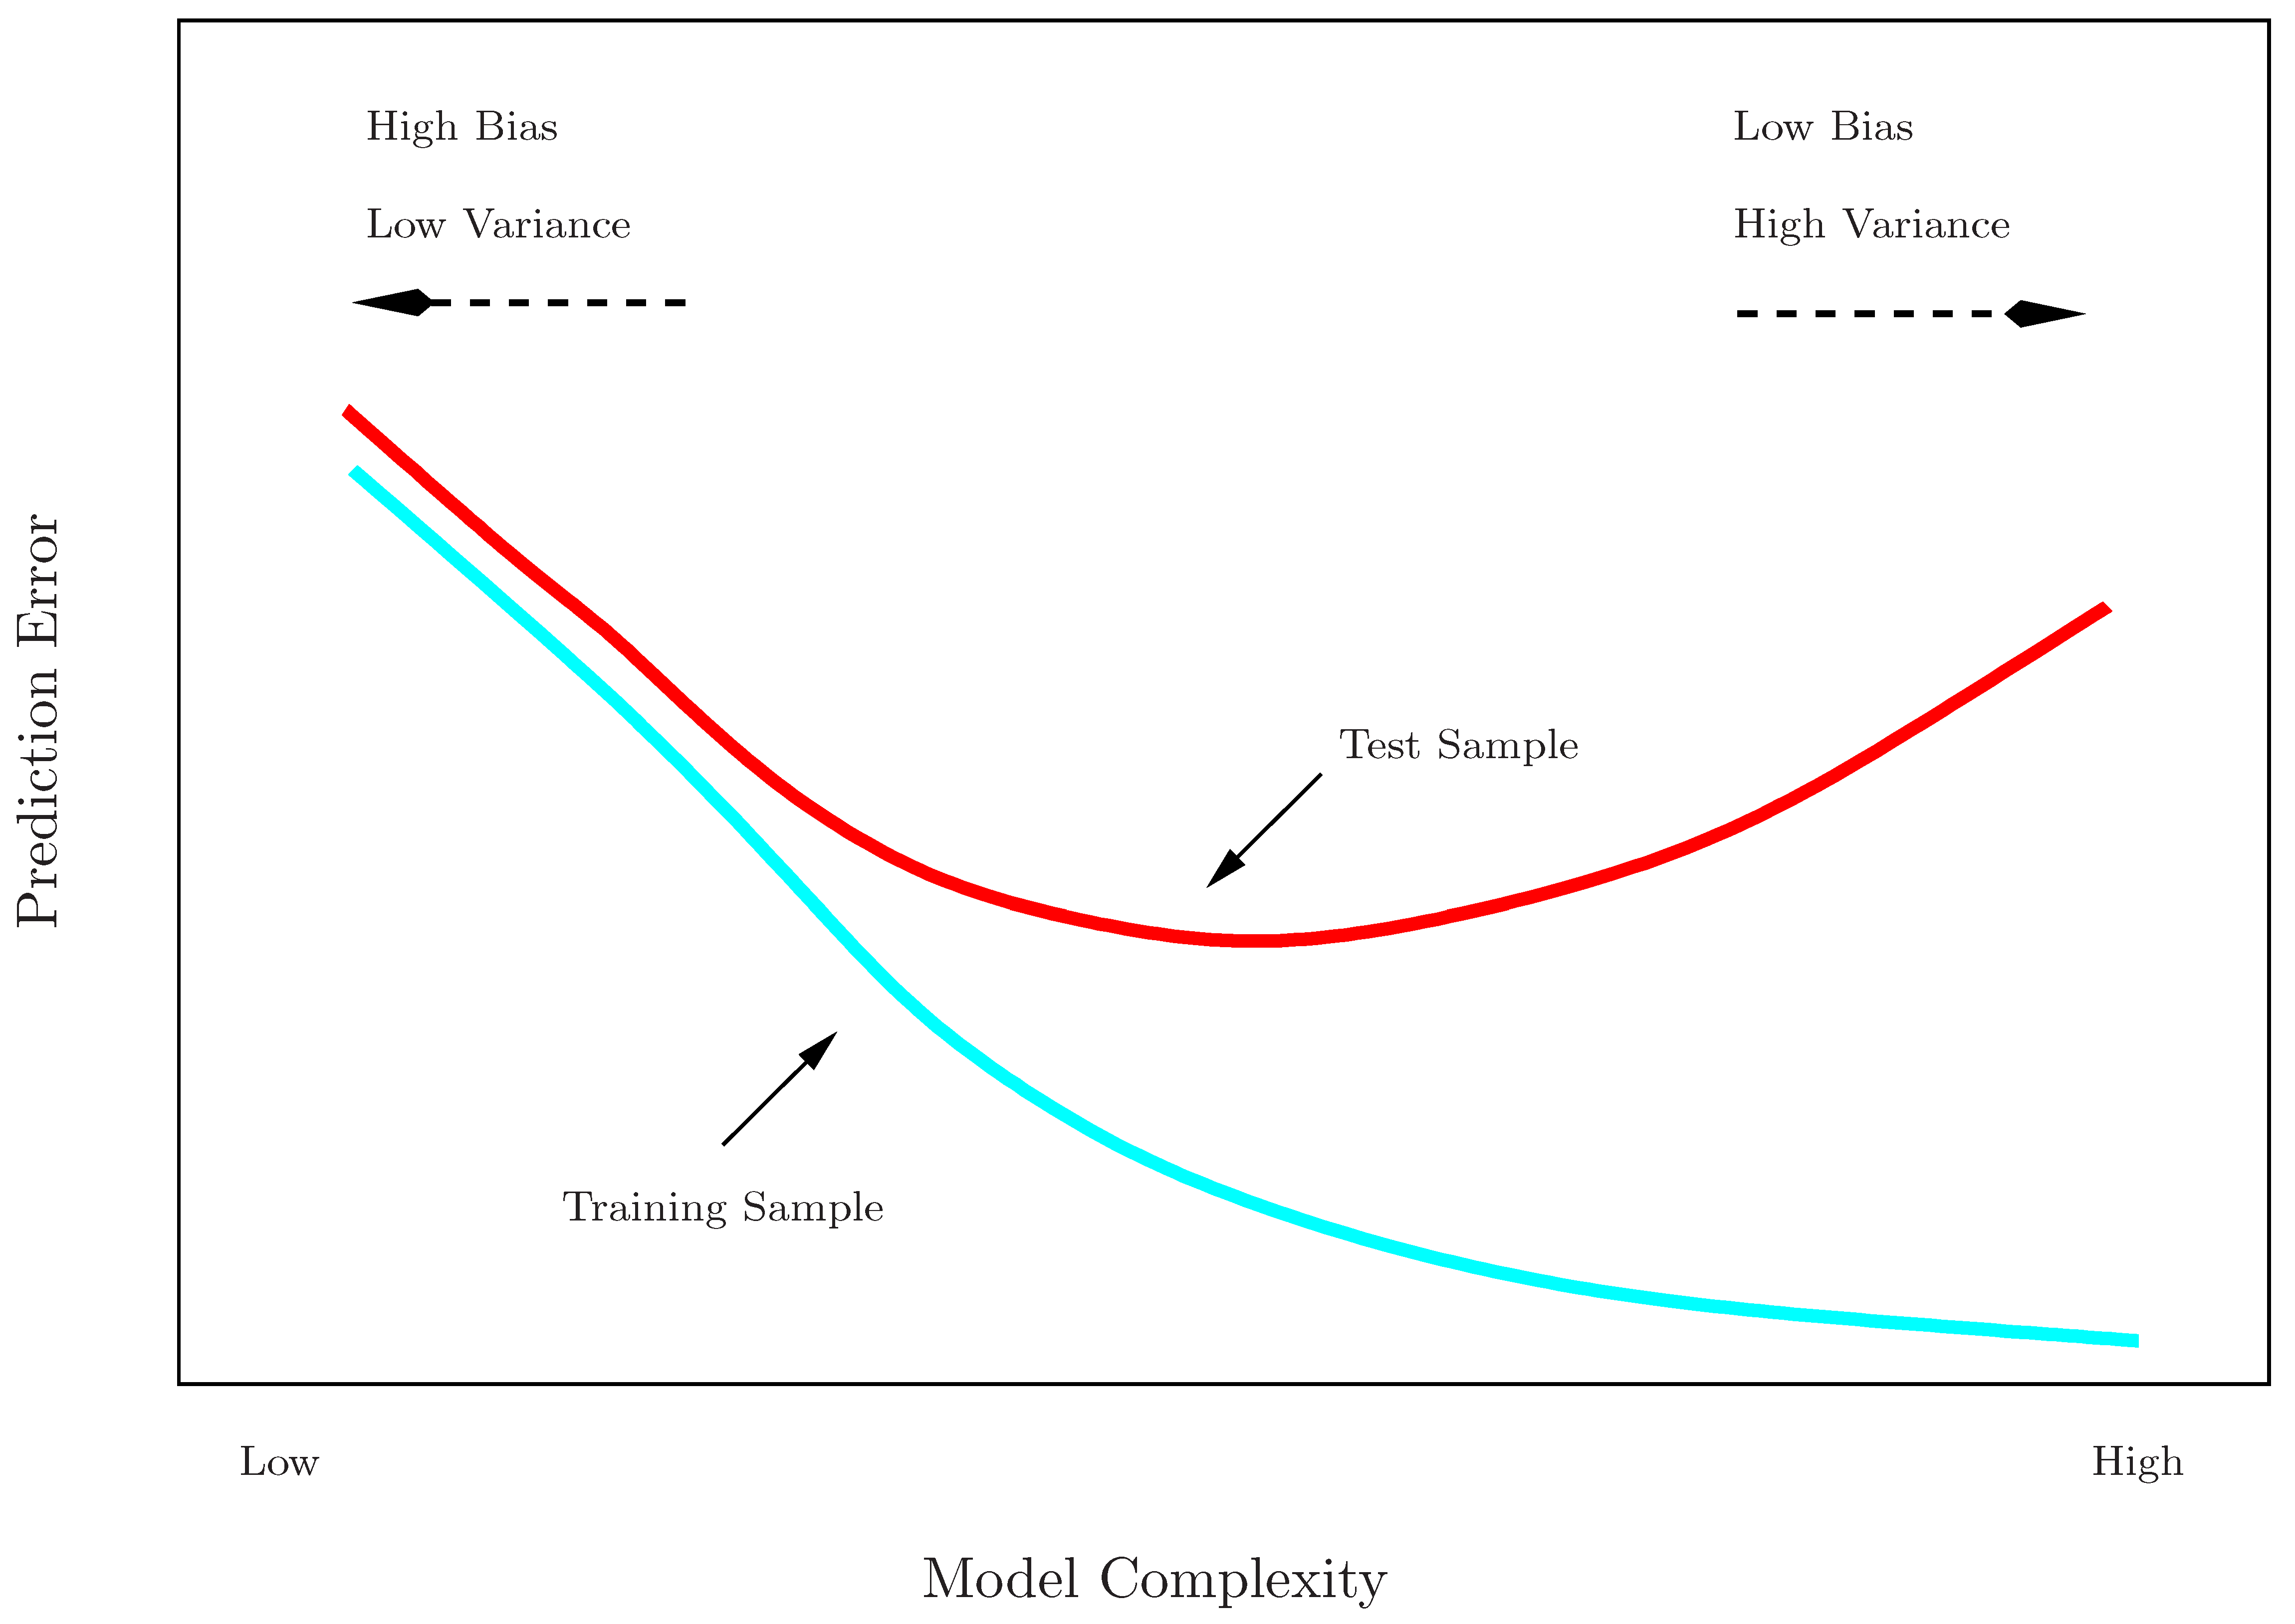 High Bias
Low Variance
Low Bias
High Variance
Prediction Error
Test Sample
Training Sample
Low
High
Model Complexity